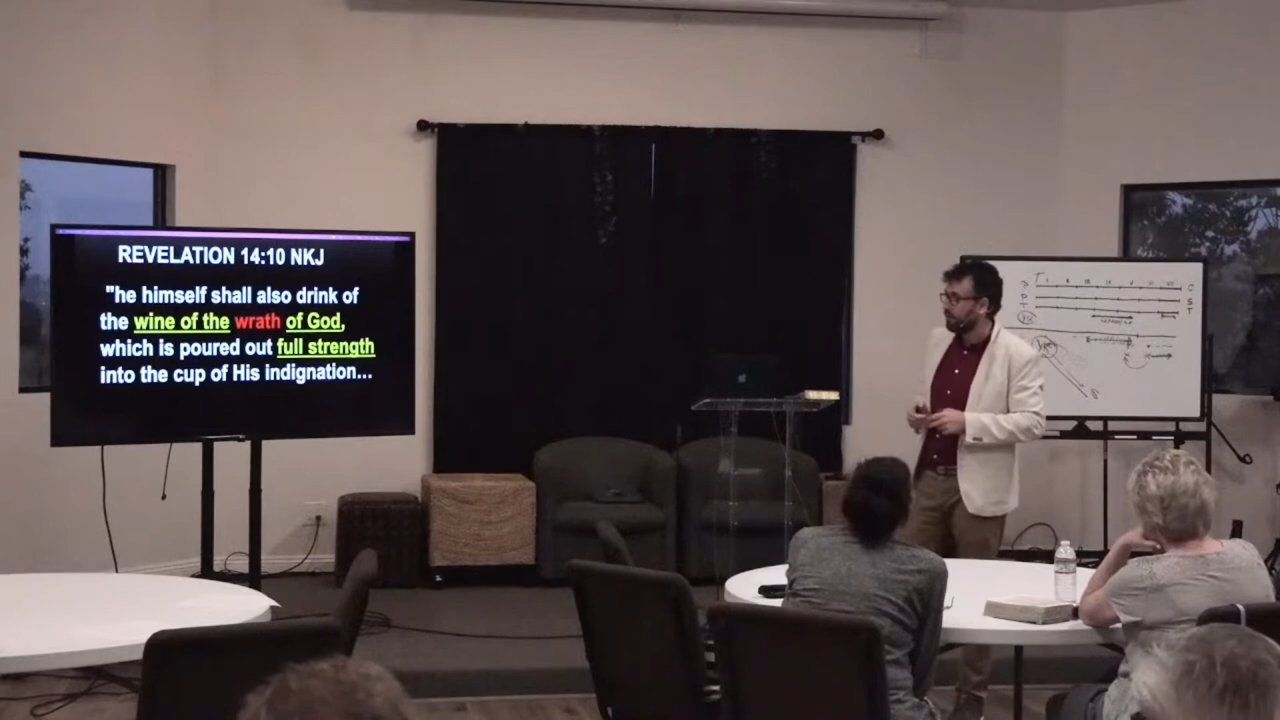 REVELATION 14:10 NKJ
"he himself shall also drink of
the wine of the wrath of God,
which is poured out full strength
into the cup of His indignation...
T
P
D
T
C
S
T